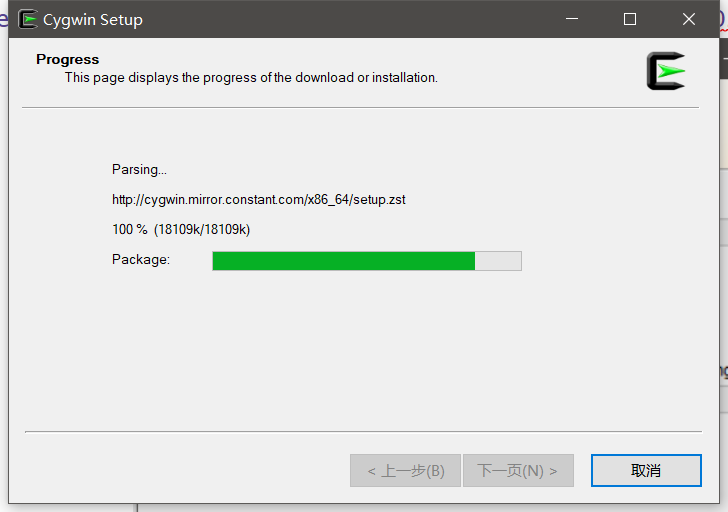 Cygwin Setup
Progress
This page displays the progress of the download or installation.
Parsing...
http://cygwin.mirror.constant.com/x86_64/setup.zst
100 % (18109k/18109k)
Package:
< 上一步(B)
下一页(N) >
取消